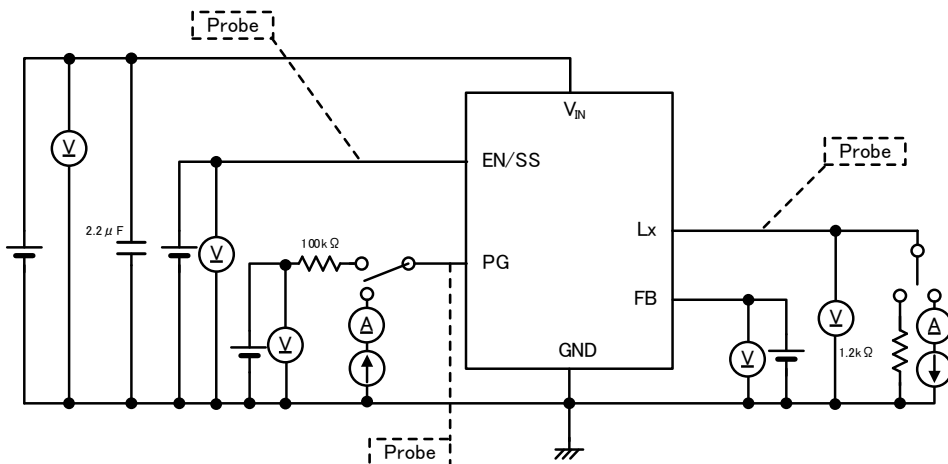 Probe
V
V_IN
EN/SS
Probe
2.2μF
V
Lx
100kΩ
PG
FB
V
A
V
V
A
1.2kΩ
GND
Probe